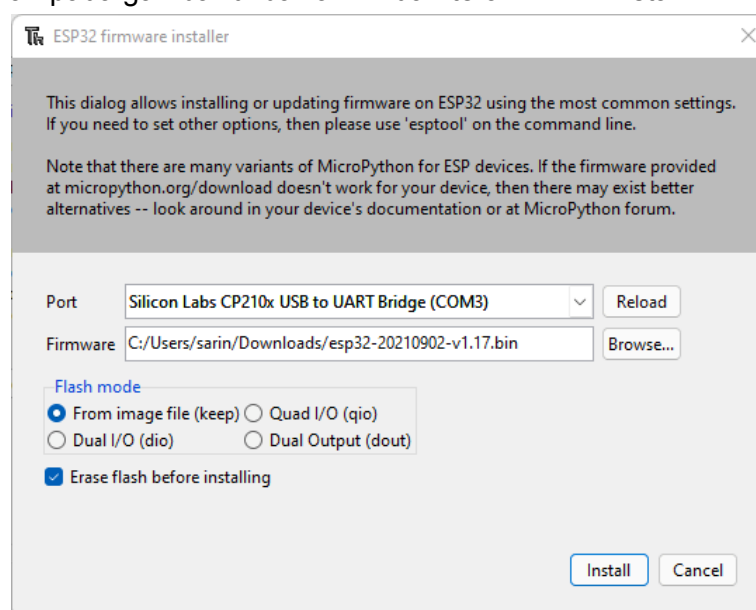 ESP32 firmware installer
This dialog allows installing or updating firmware on ESP32 using the most common settings.
If you need to set other options, then please use 'esptool' on the command line.
Note that there are many variants of MicroPython for ESP devices. If the firmware provided
at micropython.org/download doesn't work for your device, then there may exist better
alternatives -- look around in your device's documentation or at MicroPython forum.
Port Silicon Labs CP210x USB to UART Bridge (COM3) Reload
Firmware C:/Users/sarin/Downloads/esp32-20210902-v1.17.bin Browse...
Flash mode
From image file (keep) Quad I/O (qio)
Dual I/O (dio) Dual Output (dout)
Erase flash before installing
Install Cancel